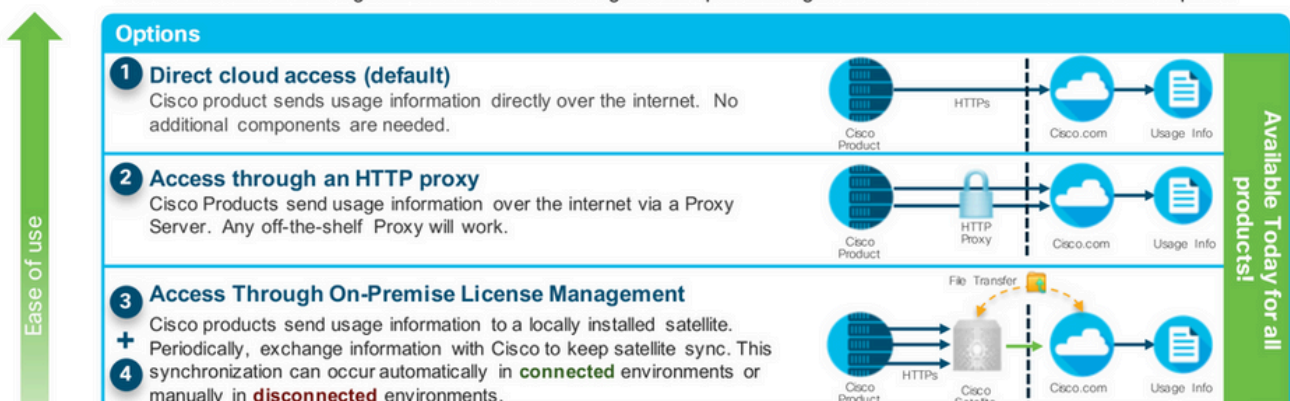 Options
1 Direct cloud access (default)
Cisco product sends usage information directly over the internet. No
additional components are needed.
HTTPs
Cisco
Product
Cisco.com
Usage Info
2 Access through an HTTP proxy
Cisco Products send usage information over the internet via a Proxy
Server. Any off-the-shelf Proxy will work.
HTTP
Proxy
Cisco
Product
Cisco.com
Usage Info
3 Access Through On-Premise License Management
+
4
Cisco products send usage information to a locally installed satellite.
Periodically, exchange information with Cisco to keep satellite sync. This
synchronization can occur automatically in connected environments or
manually in disconnected environments.
File Transfer
HTTPs
Cisco
Product
Cisco
Cisco.com
Usage Info
Ease of use
Available Today for all
products!